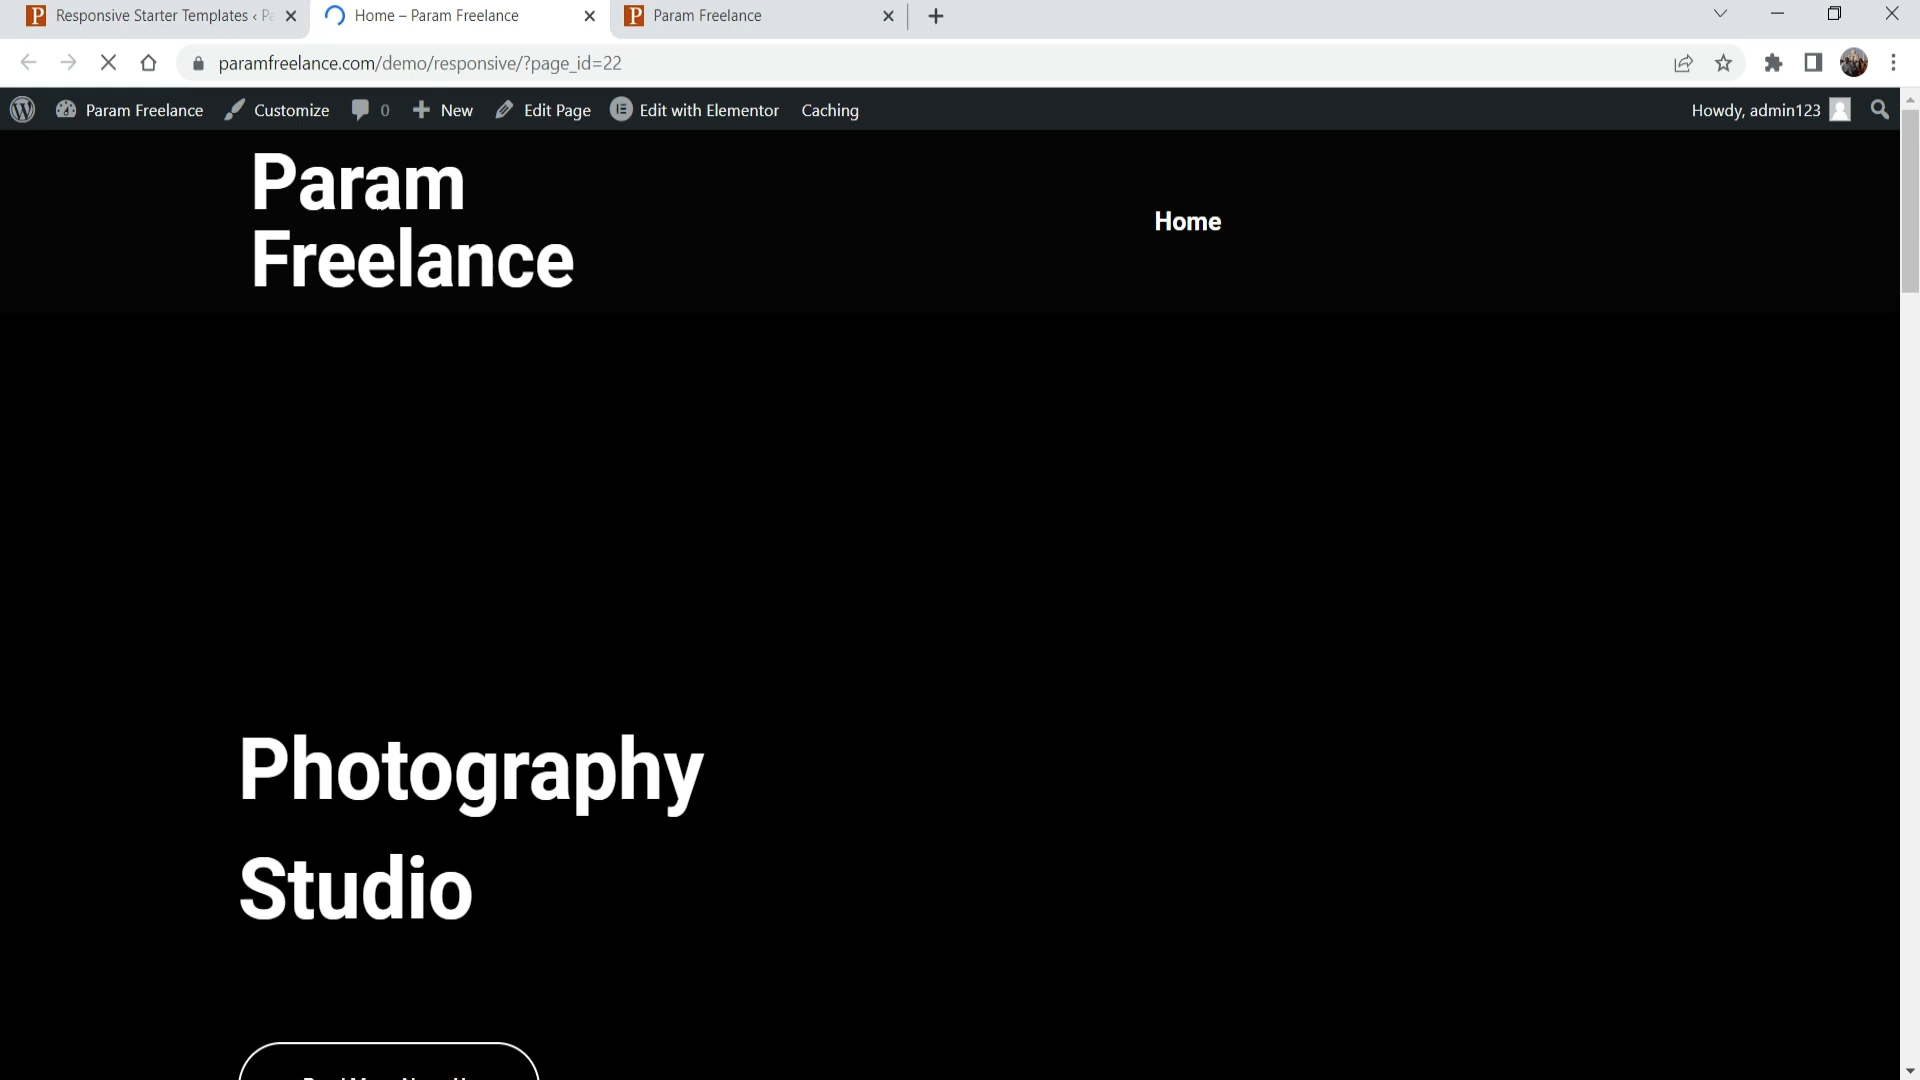 P Responsive Starter Templates ‹ Pa
Home – Param Freelance
P Param Freelance
paramfreelance.com/demo/responsive/?page_id=22
Param Freelance Customize 0 New Edit Page Edit with Elementor Caching Howdy, admin123
Param
Freelance
Home
Photography
Studio